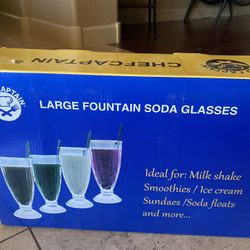 CHEFCAPTAIN ®
CAPTAIN
LARGE FOUNTAIN SODA GLASSES
Ideal for: Milk shake
Smoothies / Ice cream
Sundaes /Soda floats
and more...